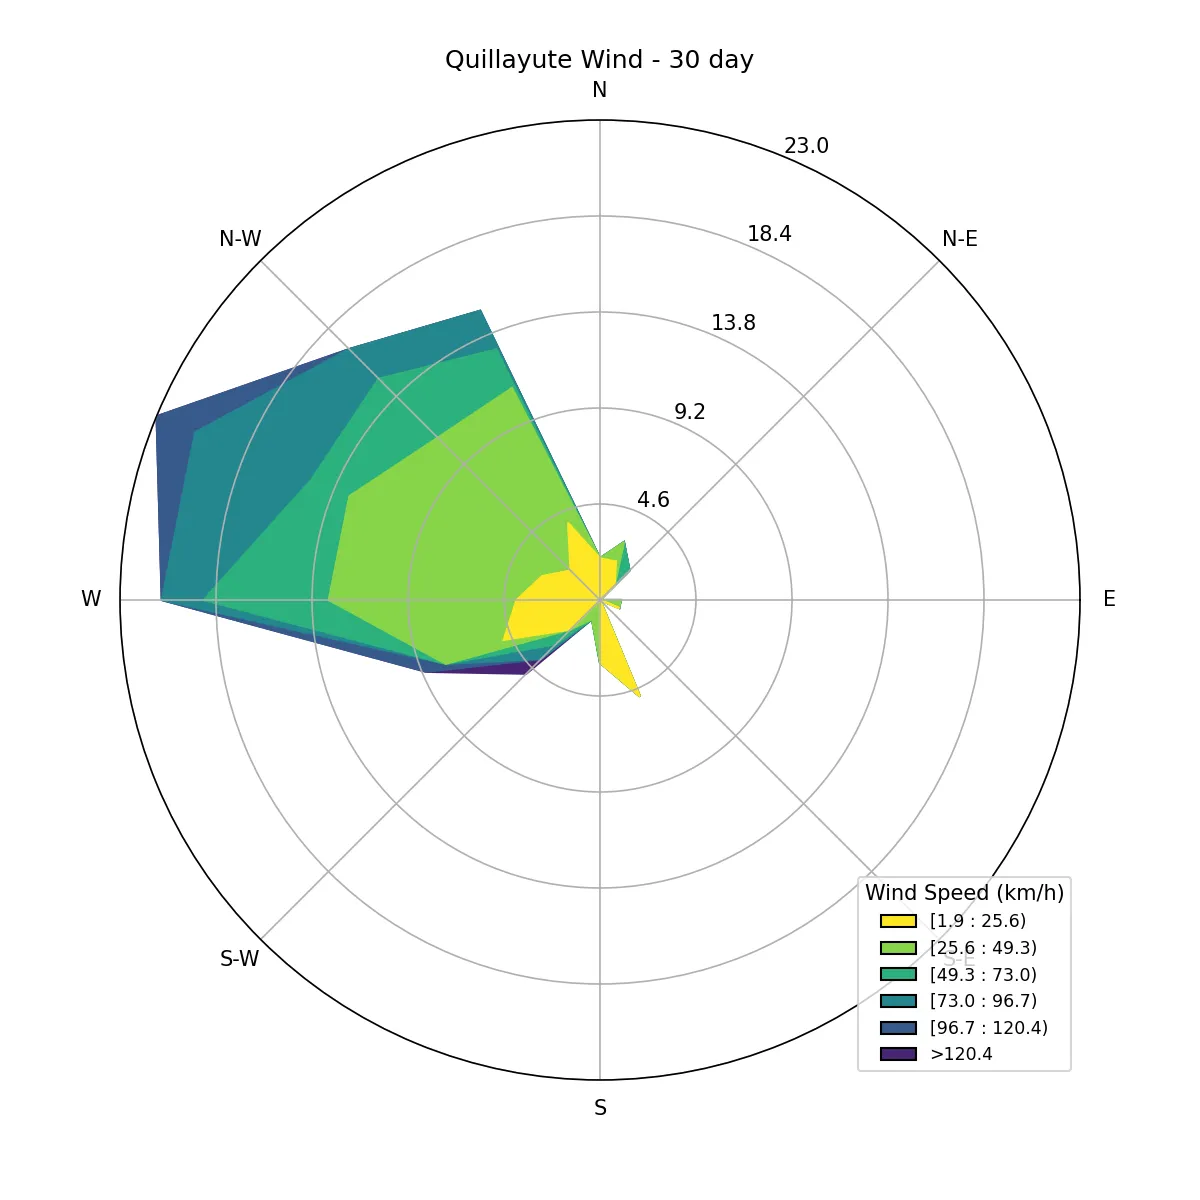 Quillayute Wind - 30 day
N
23.0
N-W
18.4
N-E
13.8
9.2
4.6
W
E
S-W
S-E
Wind Speed (km/h)
[1.9 : 25.6)
[25.6 : 49.3)
[49.3 : 73.0)
[73.0 : 96.7)
[96.7 : 120.4)
>120.4
S